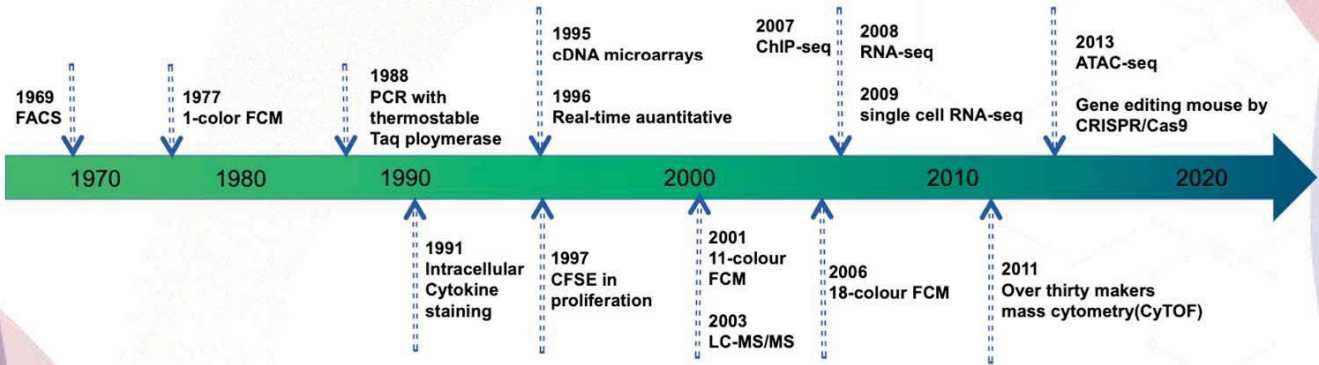 1969
FACS
1977
1-color FCM
1988
PCR with
thermostable
Taq ploymerase
1995
cDNA microarrays
1996
Real-time auantitative
2007
ChIP-seq
2008
RNA-seq
2009
single cell RNA-seq
2013
ATAC-seq
Gene editing mouse by
CRISPR/Cas9
1970 1980 1990 2000 2010 2020
1991
Intracellular
Cytokine
staining
1997
CFSE in
proliferation
2001
11-colour
FCM
2003
LC-MS/MS
2006
18-colour FCM
2011
Over thirty makers
mass cytometry(CyTOF)